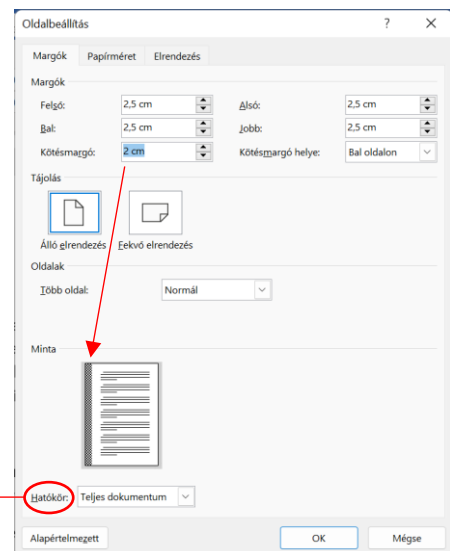 Oldalbeállítás ? ✕
Margók Papírméret Elrendezés
Margók
Felső: 2,5 cm Alsó: 2,5 cm
Bal: 2,5 cm Jobb: 2,5 cm
Kötésmargó: 2 cm Kötésmargó helye: Bal oldalon
Tájolás
Álló elrendezés Fekvő elrendezés
Oldalak
Több oldal: Normál
Minta
Hatókör: Teljes dokumentum
Alapértelmezett OK Mégse